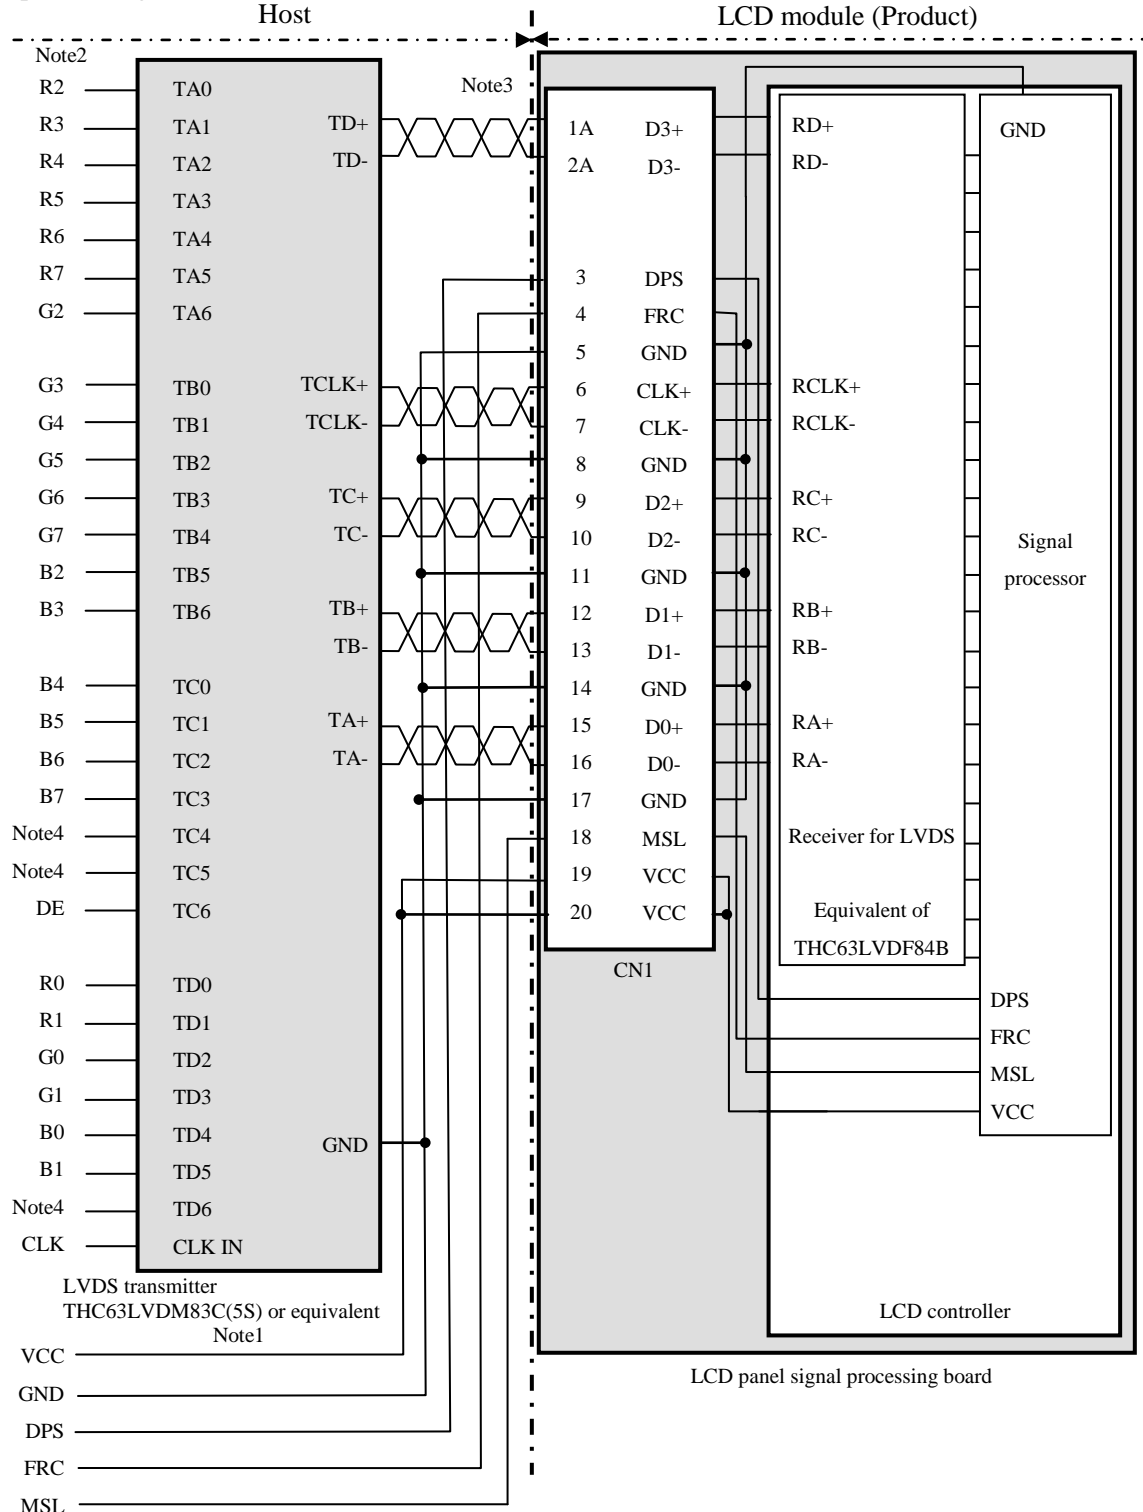 Host
LCD module (Product)
Note2
Note3
R2 TA0
R3 TA1 TD+ 1A D3+ RD+ GND
R4 TA2 TD- 2A D3- RD-
R5 TA3
R6 TA4
R7 TA5 3 DPS
G2 TA6 4 FRC
5 GND
G3 TB0 TCLK+ 6 CLK+ RCLK+
G4 TB1 TCLK- 7 CLK- RCLK-
G5 TB2 8 GND
G6 TB3 TC+ 9 D2+ RC+
G7 TB4 TC- 10 D2- RC- Signal
B2 TB5 11 GND processor
B3 TB6 TB+ 12 D1+ RB+
TB- 13 D1- RB-
B4 TC0 14 GND
B5 TC1 TA+ 15 D0+ RA+
B6 TC2 TA- 16 D0- RA-
B7 TC3 17 GND
Note4 TC4 18 MSL Receiver for LVDS
Note4 TC5 19 VCC
DE TC6 20 VCC Equivalent of
THC63LVDF84B
CN1
R0 TD0 DPS
R1 TD1 FRC
G0 TD2 MSL
G1 TD3 VCC
B0 TD4 GND
B1 TD5
Note4 TD6
CLK CLK IN
LVDS transmitter
THC63LVDM83C(5S) or equivalent
Note1
LCD controller
VCC
LCD panel signal processing board
GND
DPS
FRC
MSL